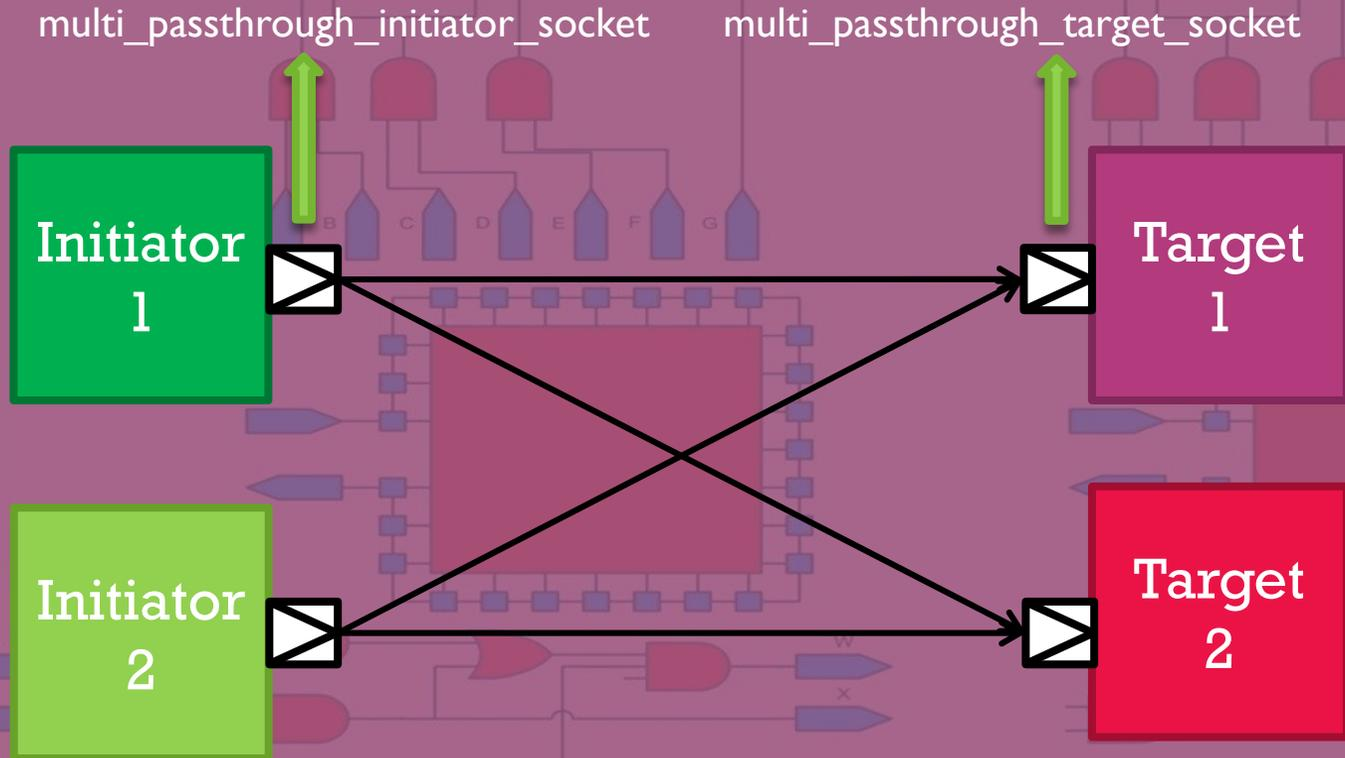 multi_passthrough_initiator_socket
multi_passthrough_target_socket
B
C
D
E
F
G
Initiator
1
Target
1
Initiator
2
Target
2
W
X